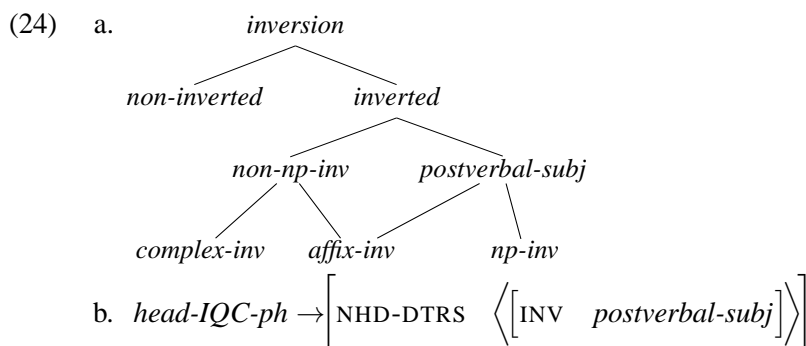 (24) a. inversion
non-inverted inverted
non-np-inv postverbal-subj
complex-inv affix-inv np-inv
b. head-IQC-ph → [NHD-DTRS ⟨[INV postverbal-subj]⟩]